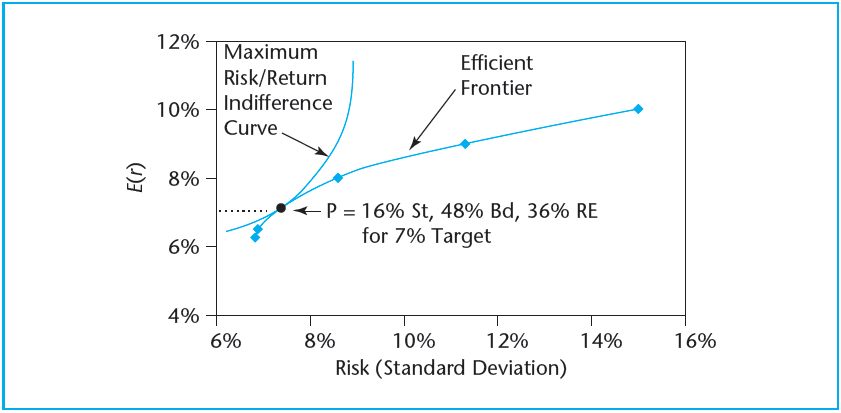 12%
10%
8%
6%
4%
E(r)
Maximum
Risk/Return
Indifference
Curve
Efficient
Frontier
P = 16% St, 48% Bd, 36% RE
for 7% Target
6%
8%
10%
12%
14%
16%
Risk (Standard Deviation)